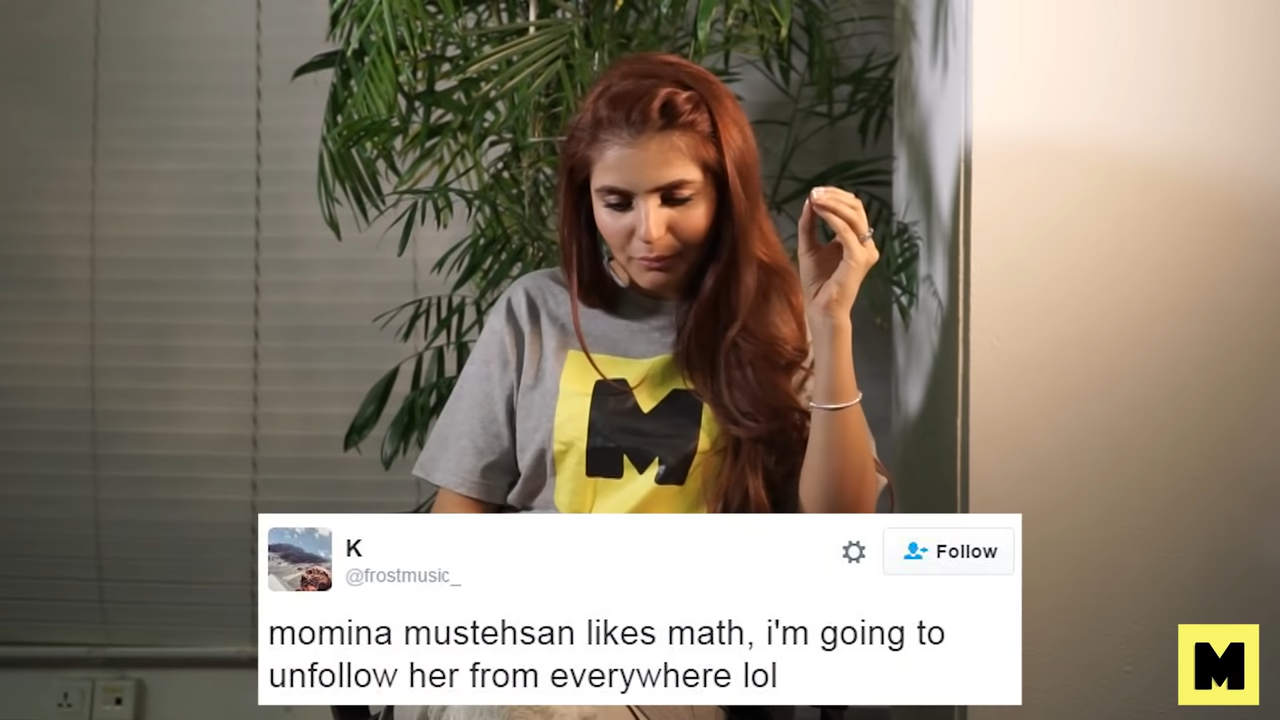 M
K
@frostmusic_
Follow
momina mustehsan likes math, i'm going to
unfollow her from everywhere lol
M